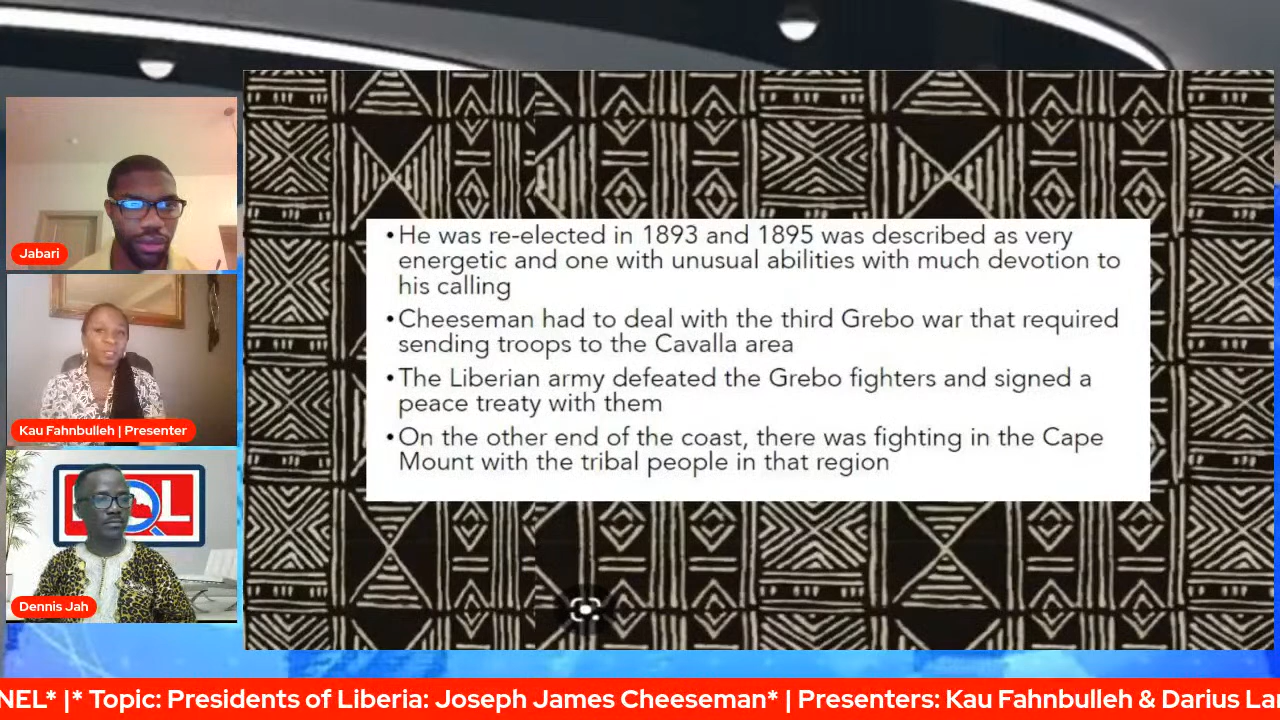 Jabari
Kau Fahnbulleh | Presenter
Dennis Jah
•He was re-elected in 1893 and 1895 was described as very
energetic and one with unusual abilities with much devotion to
his calling
•Cheeseman had to deal with the third Grebo war that required
sending troops to the Cavalla area
•The Liberian army defeated the Grebo fighters and signed a
peace treaty with them
•On the other end of the coast, there was fighting in the Cape
Mount with the tribal people in that region
NEL* |* Topic: Presidents of Liberia: Joseph James Cheeseman* | Presenters: Kau Fahnbulleh & Darius La